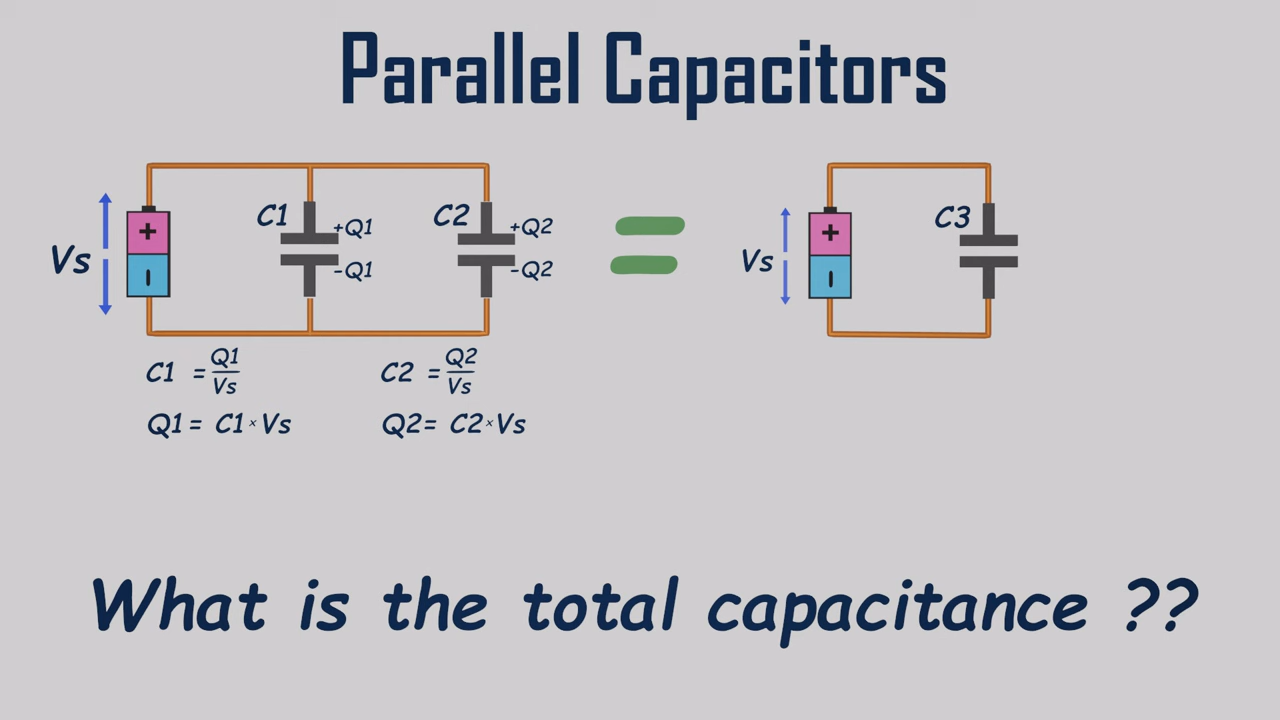 Parallel Capacitors
Vs
+
–
C1
+Q1
-Q1
C2
+Q2
-Q2
=
Vs
+
–
C3
C1 = Q1/Vs
C2 = Q2/Vs
Q1 = C1 × Vs
Q2 = C2 × Vs
What is the total capacitance ??